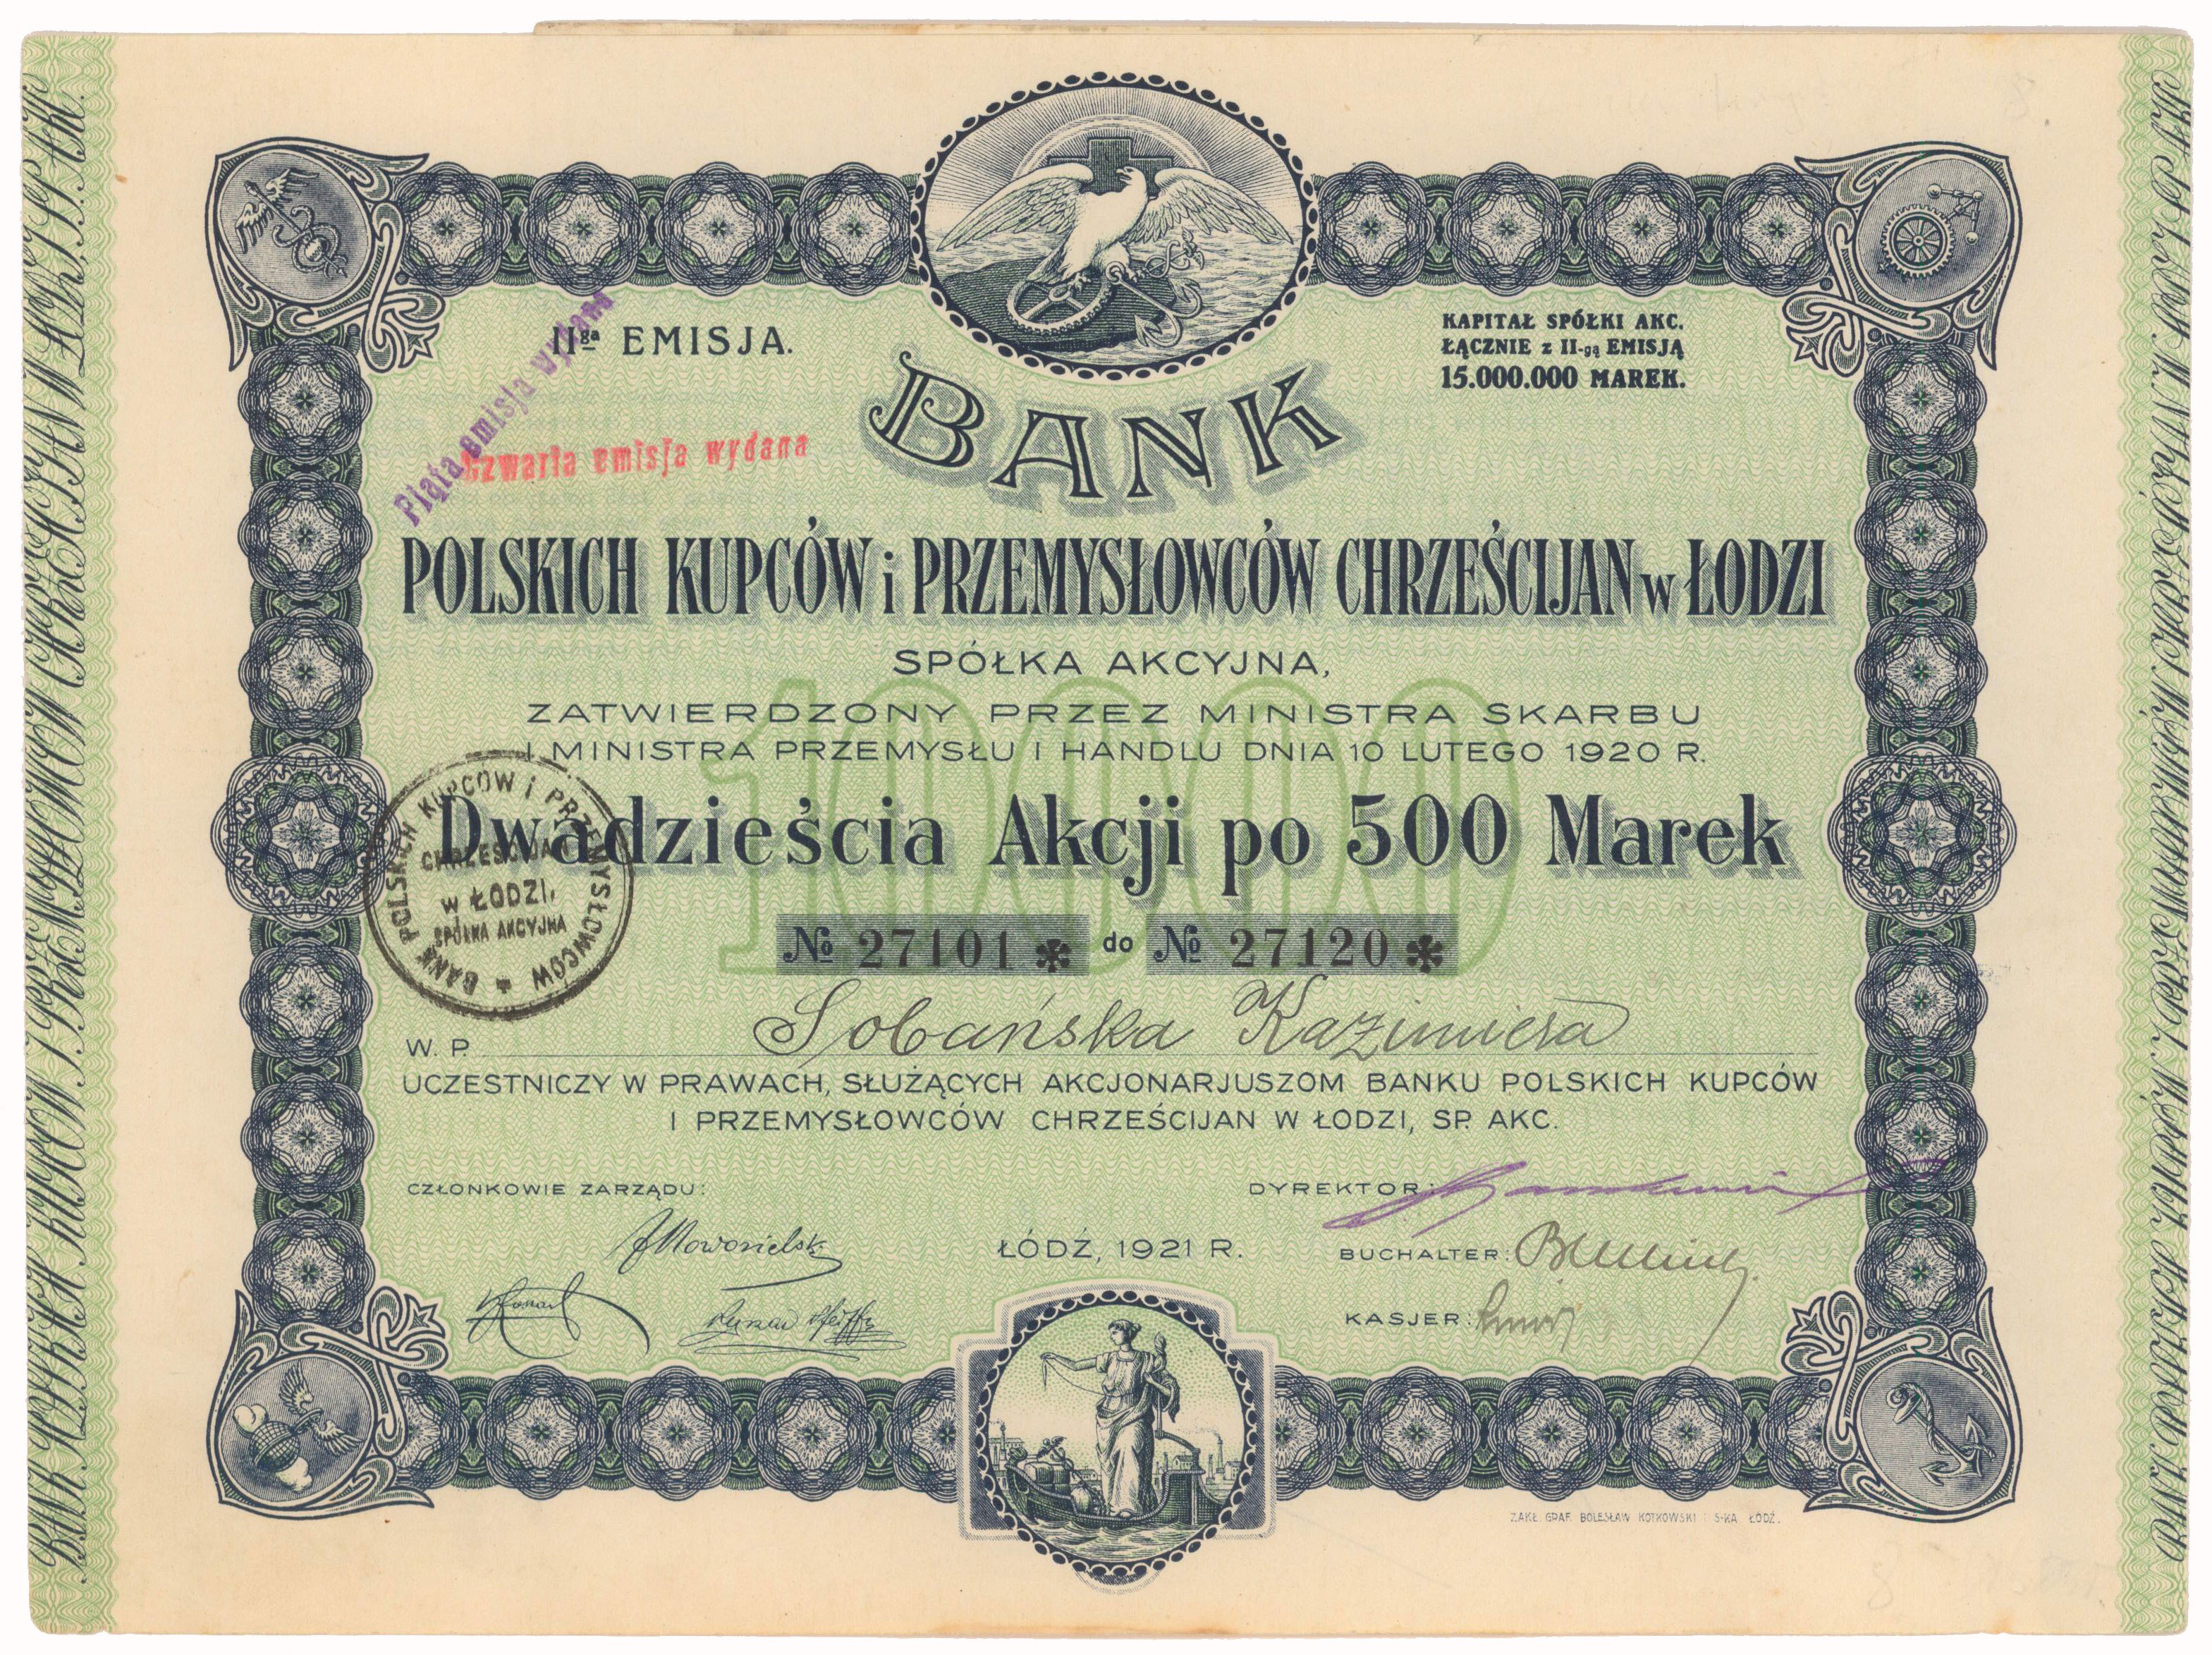 IIga EMISJA.
KAPITAŁ SPÓŁKI AKC.
ŁĄCZNIE z II-gą EMISJĄ
15.000.000 MAREK.
Piąta emisja wydana
Czwarta emisja wydana
BANK
POLSKICH KUPCÓW i PRZEMYSŁOWCÓW CHRZEŚCIJAN w ŁODZI
SPÓŁKA AKCYJNA,
ZATWIERDZONY PRZEZ MINISTRA SKARBU
I MINISTRA PRZEMYSŁU I HANDLU DNIA 10 LUTEGO 1920 R.
10000
Dwadzieścia Akcji po 500 Marek
№ 27101 * do № 27120 *
BANK POLSKICH KUPCÓW i PRZEMYSŁOWCÓW
CHRZEŚCIJAN
w ŁODZI,
SPÓŁKA AKCYJNA
W. P. Sobańska Kazimiera
UCZESTNICZY W PRAWACH, SŁUŻĄCYCH AKCJONARJUSZOM BANKU POLSKICH KUPCÓW
I PRZEMYSŁOWCÓW CHRZEŚCIJAN W ŁODZI, SP. AKC.
CZŁONKOWIE ZARZĄDU:
DYREKTOR:
ŁÓDŹ, 1921 R.
BUCHALTER:
KASJER:
ZAKŁ. GRAF. BOLESŁAW KOTKOWSKI i S-KA ŁÓDŹ.